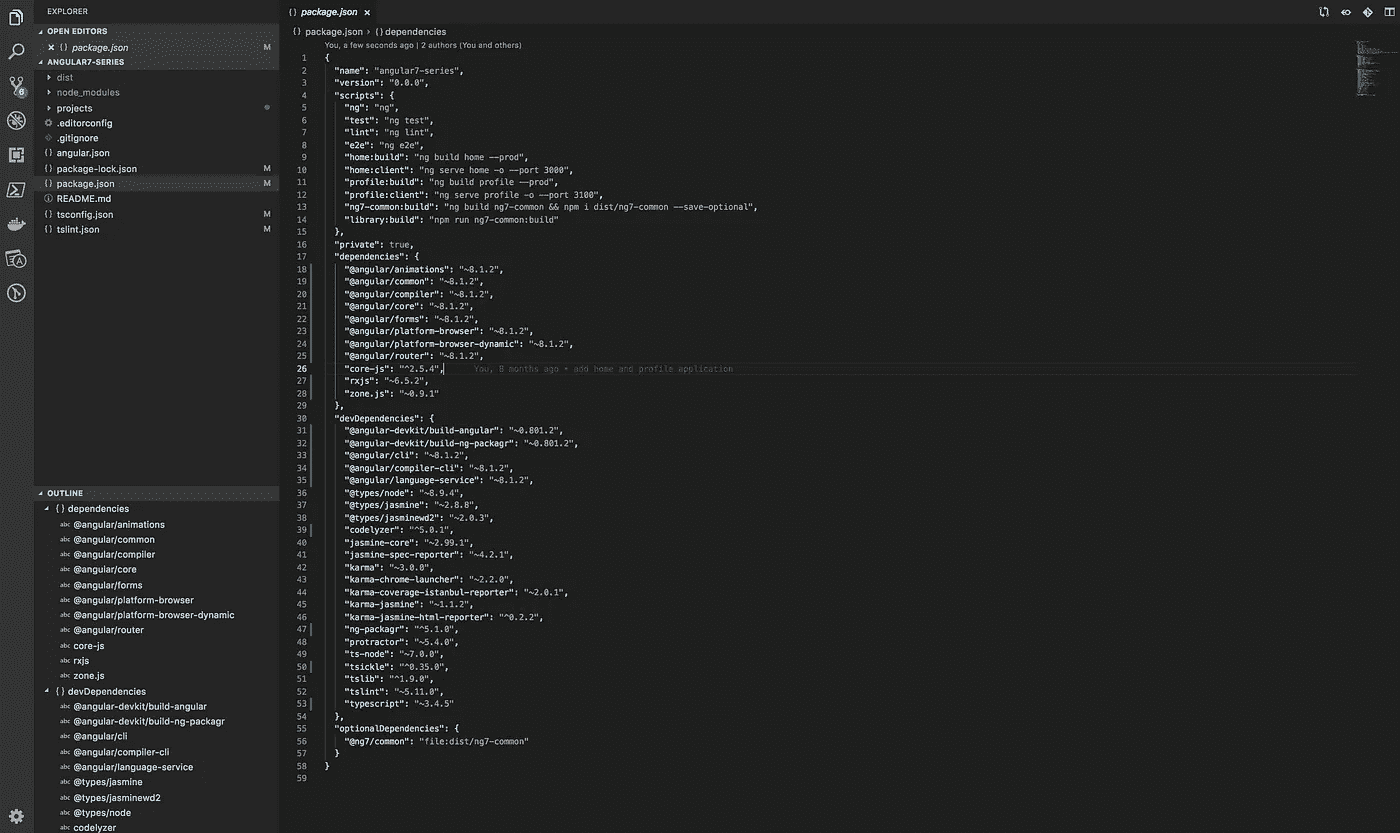 EXPLORER
OPEN EDITORS
{} package.json M
ANGULAR7-SERIES
dist
node_modules
projects
.editorconfig
.gitignore
{} angular.json
{} package-lock.json M
{} package.json M
README.md
{} tsconfig.json M
{} tslint.json M
6
OUTLINE
{} dependencies
abc @angular/animations
abc @angular/common
abc @angular/compiler
abc @angular/core
abc @angular/forms
abc @angular/platform-browser
abc @angular/platform-browser-dynamic
abc @angular/router
abc core-js
abc rxjs
abc zone.js
{} devDependencies
abc @angular-devkit/build-angular
abc @angular-devkit/build-ng-packagr
abc @angular/cli
abc @angular/compiler-cli
abc @angular/language-service
abc @types/jasmine
abc @types/jasminewd2
abc @types/node
abc codelyzer
{} package.json ×
{} package.json › {} dependencies
You, a few seconds ago | 2 authors (You and others)
1 {
2 "name": "angular7-series",
3 "version": "0.0.0",
4 "scripts": {
5 "ng": "ng",
6 "test": "ng test",
7 "lint": "ng lint",
8 "e2e": "ng e2e",
9 "home:build": "ng build home --prod",
10 "home:client": "ng serve home -o --port 3000",
11 "profile:build": "ng build profile --prod",
12 "profile:client": "ng serve profile -o --port 3100",
13 "ng7-common:build": "ng build ng7-common && npm i dist/ng7-common --save-optional",
14 "library:build": "npm run ng7-common:build"
15 },
16 "private": true,
17 "dependencies": {
18 "@angular/animations": "~8.1.2",
19 "@angular/common": "~8.1.2",
20 "@angular/compiler": "~8.1.2",
21 "@angular/core": "~8.1.2",
22 "@angular/forms": "~8.1.2",
23 "@angular/platform-browser": "~8.1.2",
24 "@angular/platform-browser-dynamic": "~8.1.2",
25 "@angular/router": "~8.1.2",
26 "core-js": "^2.5.4", You, 8 months ago • add home and profile application
27 "rxjs": "~6.5.2",
28 "zone.js": "~0.9.1"
29 },
30 "devDependencies": {
31 "@angular-devkit/build-angular": "~0.801.2",
32 "@angular-devkit/build-ng-packagr": "~0.801.2",
33 "@angular/cli": "~8.1.2",
34 "@angular/compiler-cli": "~8.1.2",
35 "@angular/language-service": "~8.1.2",
36 "@types/node": "~8.9.4",
37 "@types/jasmine": "~2.8.8",
38 "@types/jasminewd2": "~2.0.3",
39 "codelyzer": "^5.0.1",
40 "jasmine-core": "~2.99.1",
41 "jasmine-spec-reporter": "~4.2.1",
42 "karma": "~3.0.0",
43 "karma-chrome-launcher": "~2.2.0",
44 "karma-coverage-istanbul-reporter": "~2.0.1",
45 "karma-jasmine": "~1.1.2",
46 "karma-jasmine-html-reporter": "^0.2.2",
47 "ng-packagr": "^5.1.0",
48 "protractor": "~5.4.0",
49 "ts-node": "~7.0.0",
50 "tsickle": "^0.35.0",
51 "tslib": "^1.9.0",
52 "tslint": "~5.11.0",
53 "typescript": "~3.4.5"
54 },
55 "optionalDependencies": {
56 "@ng7/common": "file:dist/ng7-common"
57 }
58 }
59